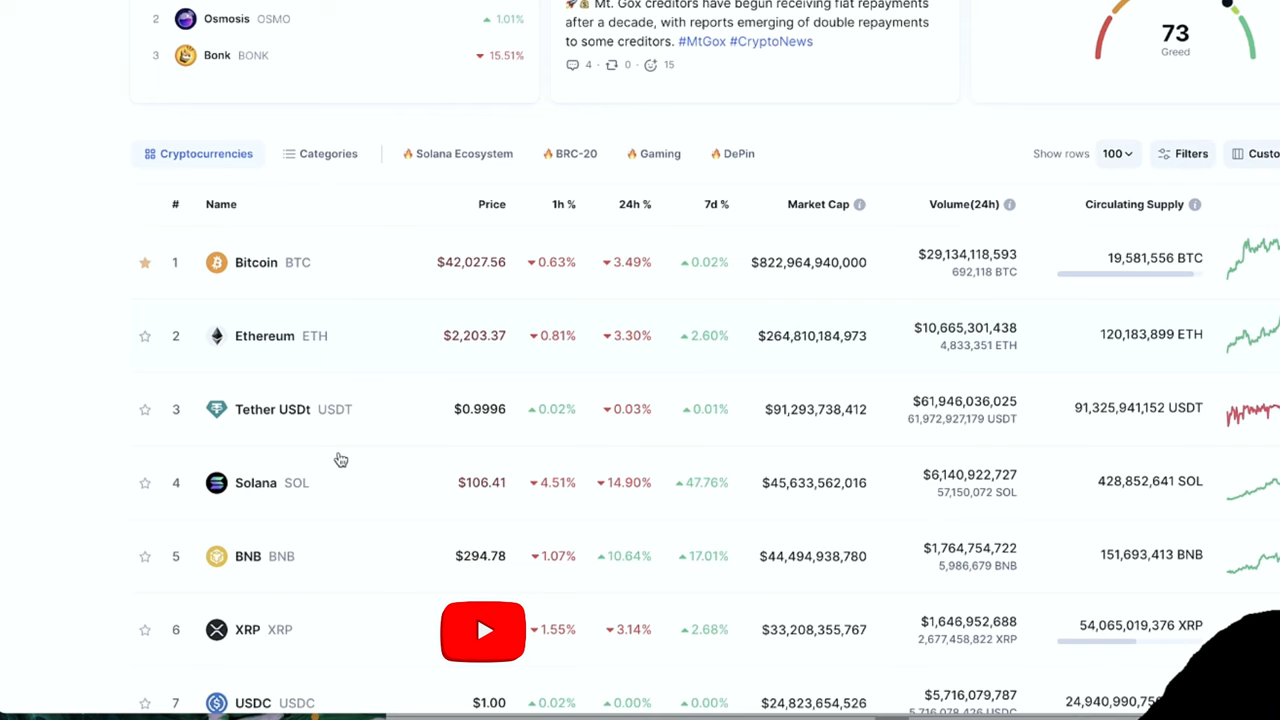 🚀💰 Mt. Gox creditors have begun receiving fiat repayments
2 Osmosis OSMO 1.01%
after a decade, with reports emerging of double repayments
73
to some creditors. #MtGox #CryptoNews
Greed
3 Bonk BONK 15.51%
4 · 0 · 15
Cryptocurrencies Categories Solana Ecosystem BRC-20 Gaming DePin Show rows 100 Filters Custo
# Name Price 1h % 24h % 7d % Market Cap Volume(24h) Circulating Supply
1 Bitcoin BTC $42,027.56 0.63% 3.49% 0.02% $822,964,940,000 $29,134,118,593 19,581,556 BTC
692,118 BTC
2 Ethereum ETH $2,203.37 0.81% 3.30% 2.60% $264,810,184,973 $10,665,301,438 120,183,899 ETH
4,833,351 ETH
3 Tether USDt USDT $0.9996 0.02% 0.03% 0.01% $91,293,738,412 $61,946,036,025 91,325,941,152 USDT
61,972,927,179 USDT
4 Solana SOL $106.41 4.51% 14.90% 47.76% $45,633,562,016 $6,140,922,727 428,852,641 SOL
57,150,072 SOL
5 BNB BNB $294.78 1.07% 10.64% 17.01% $44,494,938,780 $1,764,754,722 151,693,413 BNB
5,986,679 BNB
6 XRP XRP 1.55% 3.14% 2.68% $33,208,355,767 $1,646,952,688 54,065,019,376 XRP
2,677,458,822 XRP
7 USDC USDC $1.00 0.02% 0.00% 0.00% $24,823,654,526 $5,716,079,787 24,940,990,75
5,716,078,426 USDC